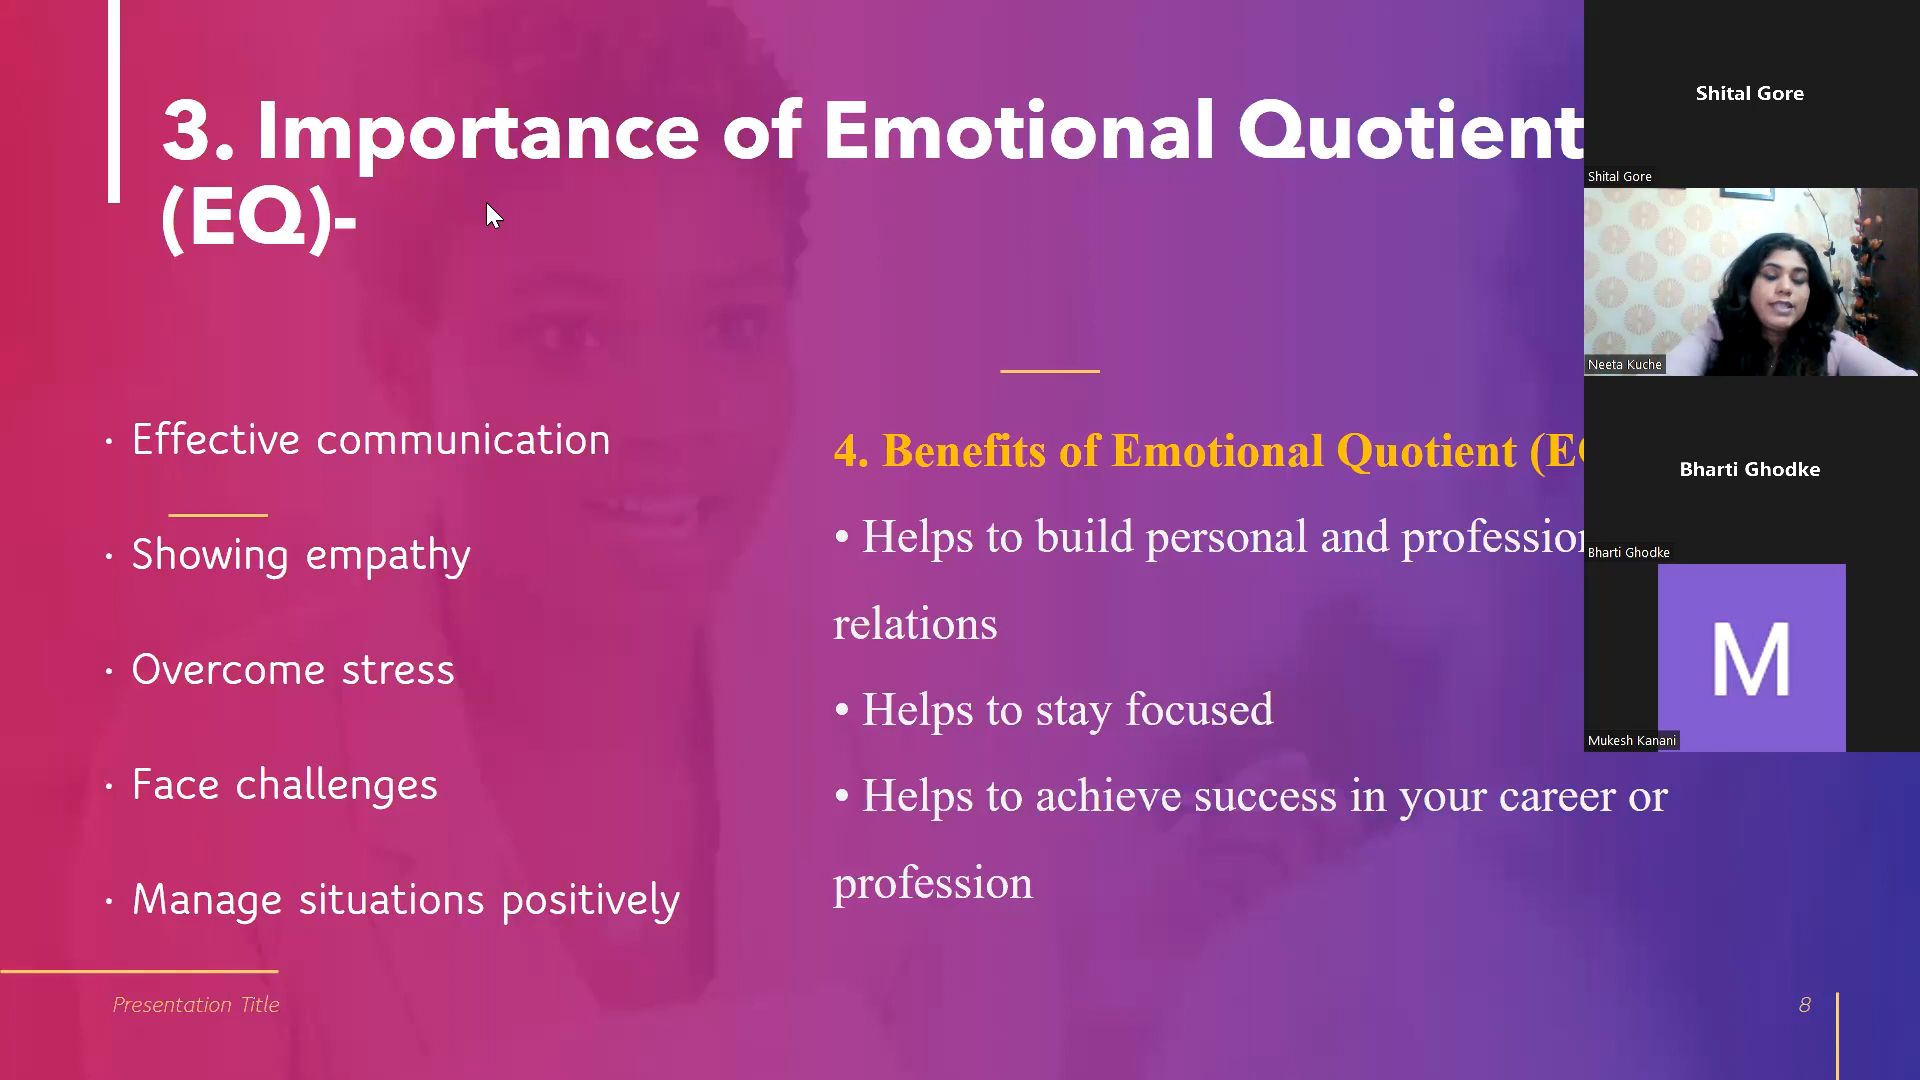 3. Importance of Emotional Quotient
(EQ)-
· Effective communication
· Showing empathy
· Overcome stress
· Face challenges
· Manage situations positively
4. Benefits of Emotional Quotient
• Helps to build personal and
relations
• Helps to stay focused
• Helps to achieve success in your career or
profession
Presentation Title
8
Shital Gore
Shital Gore
Neeta Kuche
Bharti Ghodke
Bharti Ghodke
M
Mukesh Kanani